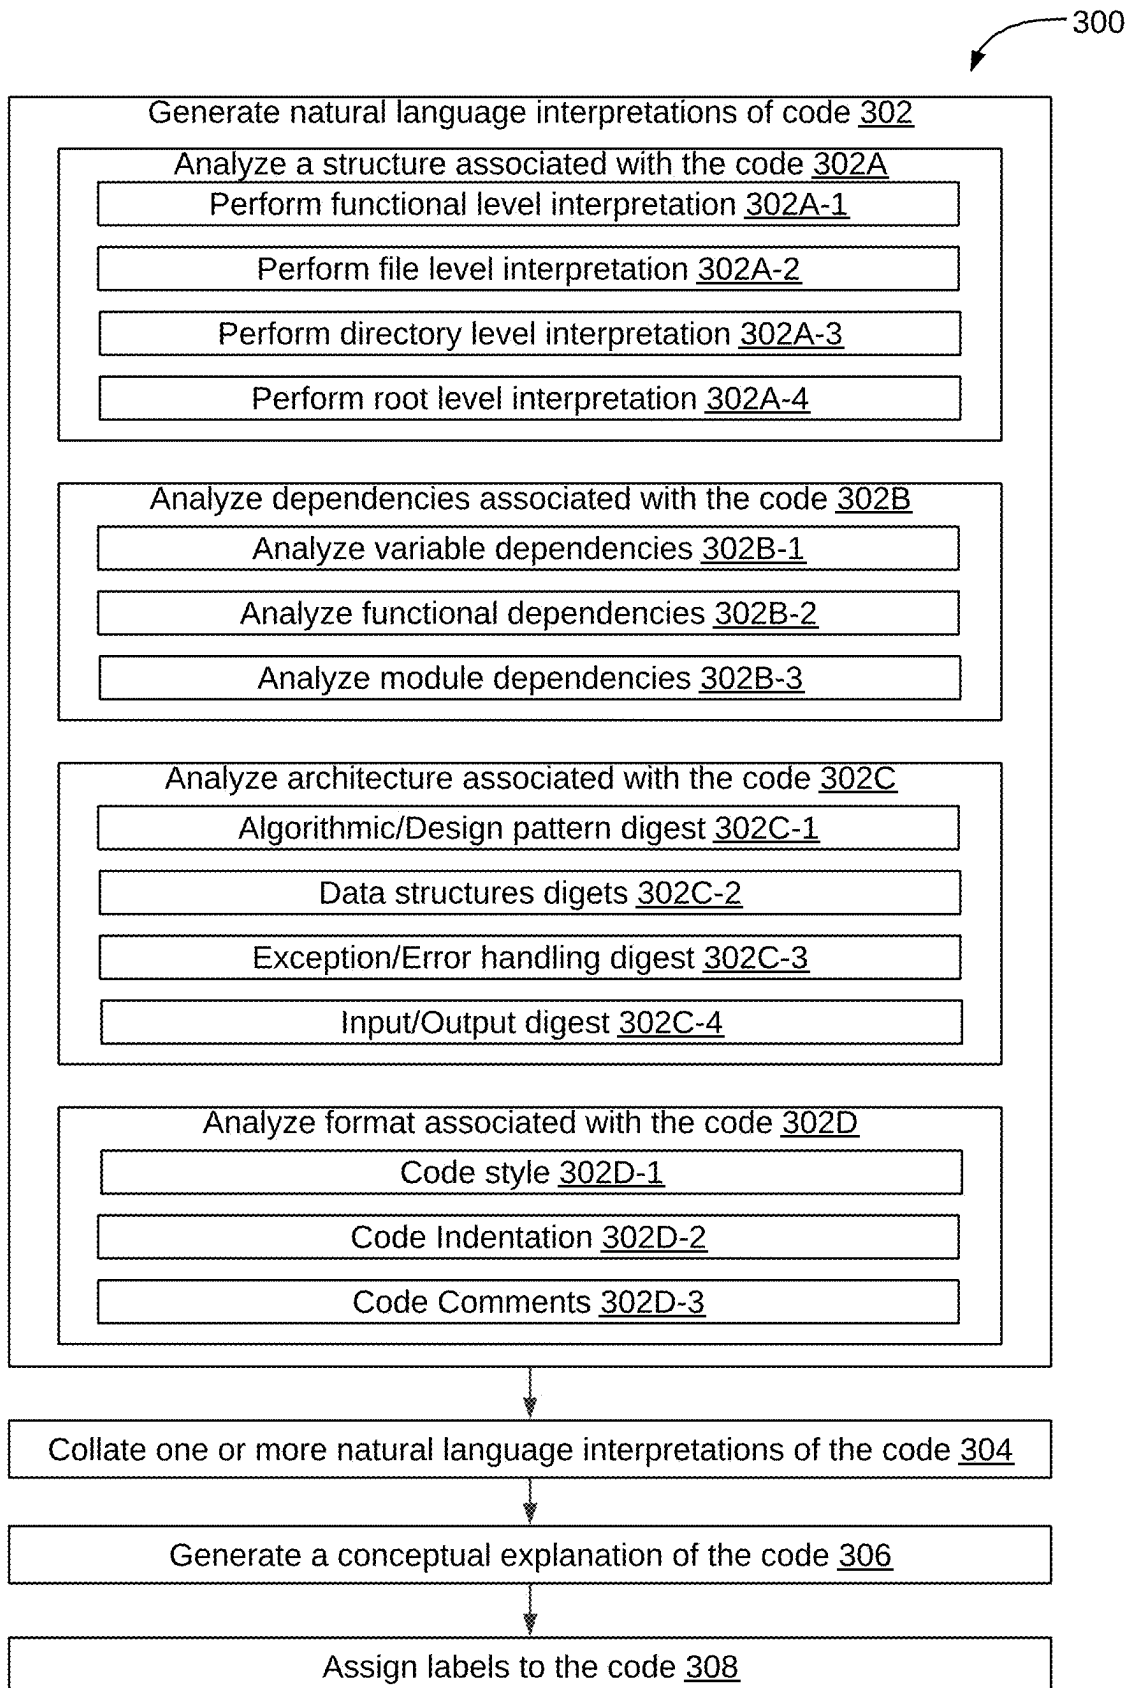 300
Generate natural language interpretations of code 302
Analyze a structure associated with the code 302A
Perform functional level interpretation 302A-1
Perform file level interpretation 302A-2
Perform directory level interpretation 302A-3
Perform root level interpretation 302A-4
Analyze dependencies associated with the code 302B
Analyze variable dependencies 302B-1
Analyze functional dependencies 302B-2
Analyze module dependencies 302B-3
Analyze architecture associated with the code 302C
Algorithmic/Design pattern digest 302C-1
Data structures digets 302C-2
Exception/Error handling digest 302C-3
Input/Output digest 302C-4
Analyze format associated with the code 302D
Code style 302D-1
Code Indentation 302D-2
Code Comments 302D-3
Collate one or more natural language interpretations of the code 304
Generate a conceptual explanation of the code 306
Assign labels to the code 308